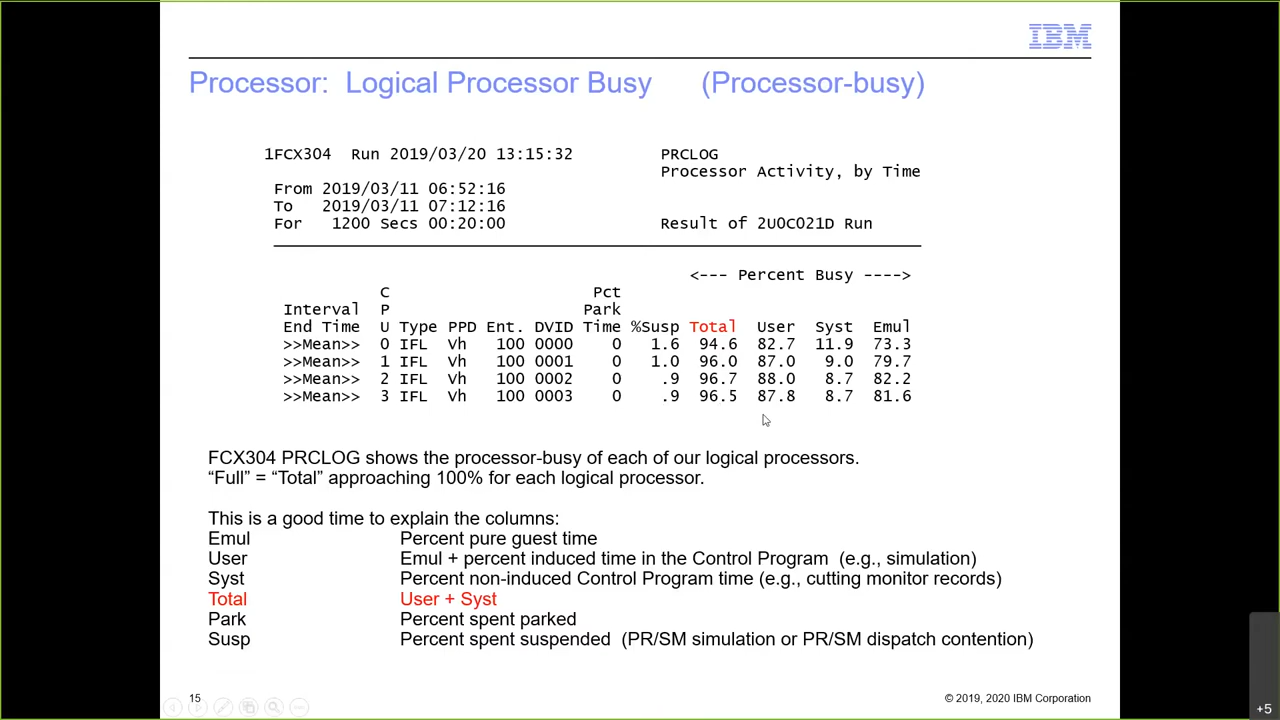 IBM
Processor: Logical Processor Busy (Processor-busy)
1FCX304 Run 2019/03/20 13:15:32 PRCLOG
Processor Activity, by Time
From 2019/03/11 06:52:16
To 2019/03/11 07:12:16
For 1200 Secs 00:20:00 Result of 2U0C021D Run
<--- Percent Busy ---->
C Pct
Interval P Park
End Time U Type PPD Ent. DVID Time %Susp Total User Syst Emul
>>Mean>> 0 IFL Vh 100 0000 0 1.6 94.6 82.7 11.9 73.3
>>Mean>> 1 IFL Vh 100 0001 0 1.0 96.0 87.0 9.0 79.7
>>Mean>> 2 IFL Vh 100 0002 0 .9 96.7 88.0 8.7 82.2
>>Mean>> 3 IFL Vh 100 0003 0 .9 96.5 87.8 8.7 81.6
FCX304 PRCLOG shows the processor-busy of each of our logical processors.
“Full” = “Total” approaching 100% for each logical processor.
This is a good time to explain the columns:
Emul Percent pure guest time
User Emul + percent induced time in the Control Program (e.g., simulation)
Syst Percent non-induced Control Program time (e.g., cutting monitor records)
Total User + Syst
Park Percent spent parked
Susp Percent spent suspended (PR/SM simulation or PR/SM dispatch contention)
15 © 2019, 2020 IBM Corporation
+5